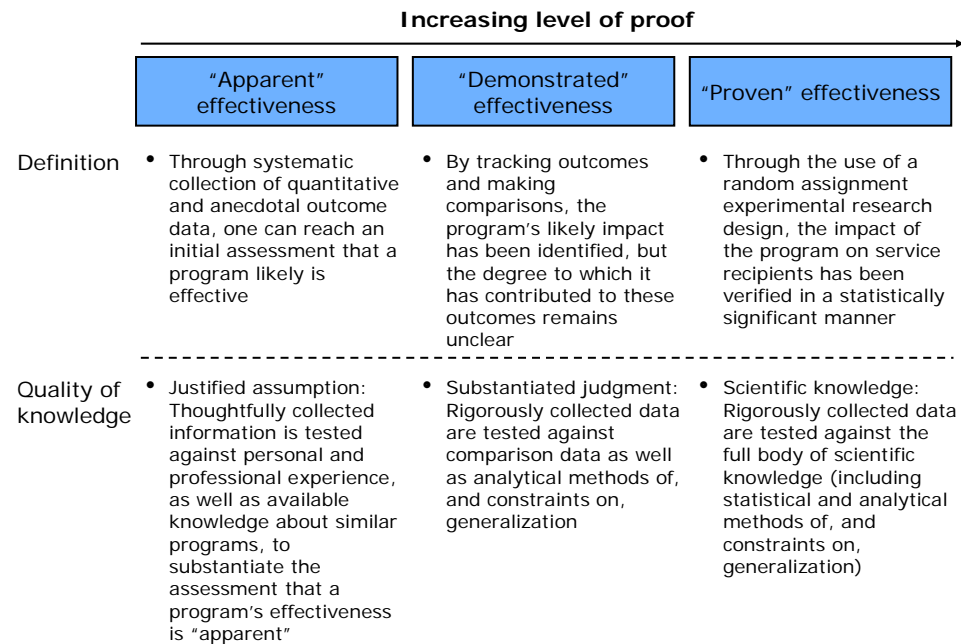 Increasing level of proof
“Apparent”
effectiveness
“Demonstrated”
effectiveness
“Proven” effectiveness
Definition
• Through systematic
collection of quantitative
and anecdotal outcome
data, one can reach an
initial assessment that a
program likely is
effective
• By tracking outcomes
and making
comparisons, the
program’s likely impact
has been identified, but
the degree to which it
has contributed to these
outcomes remains
unclear
• Through the use of a
random assignment
experimental research
design, the impact of
the program on service
recipients has been
verified in a statistically
significant manner
Quality of
knowledge
• Justified assumption:
Thoughtfully collected
information is tested
against personal and
professional experience,
as well as available
knowledge about similar
programs, to
substantiate the
assessment that a
program’s effectiveness
is “apparent”
• Substantiated judgment:
Rigorously collected data
are tested against
comparison data as well
as analytical methods of,
and constraints on,
generalization
• Scientific knowledge:
Rigorously collected data
are tested against the
full body of scientific
knowledge (including
statistical and analytical
methods of, and
constraints on,
generalization)